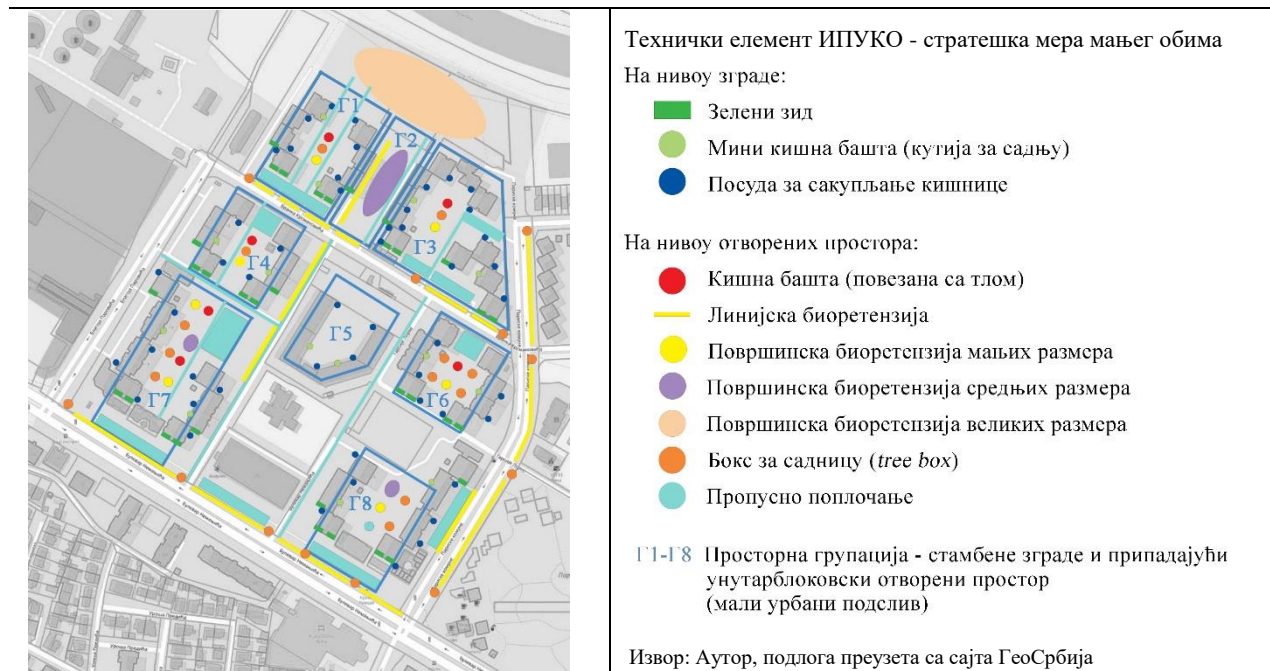 Г1
Г2
Г3
Г4
Г5
Г6
Г7
Г8
Технички елемент ИПУКО - стратешка мера мањег обима
На нивоу зграде:
Зелени зид
Мини кишна башта (кутија за садњу)
Посуда за сакупљање кишнице
На нивоу отворених простора:
Кишна башта (повезана са тлом)
Линијска биоретензија
Површинска биоретензија мањих размера
Површинска биоретензија средњих размера
Површинска биоретензија великих размера
Бокс за садницу (tree box)
Пропусно поплочање
Г1-Г8 Просторна групација - стамбене зграде и припадајући
унутарблоковски отворени простор
(мали урбани подслив)
Извор: Аутор, подлога преузета са сајта ГеоСрбија